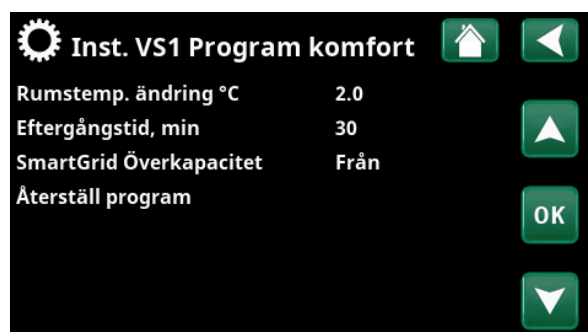 Inst. VS1 Program komfort
Rumstemp. ändring °C 2.0
Eftergångstid, min 30
SmartGrid Överkapacitet Från
Återställ program
OK